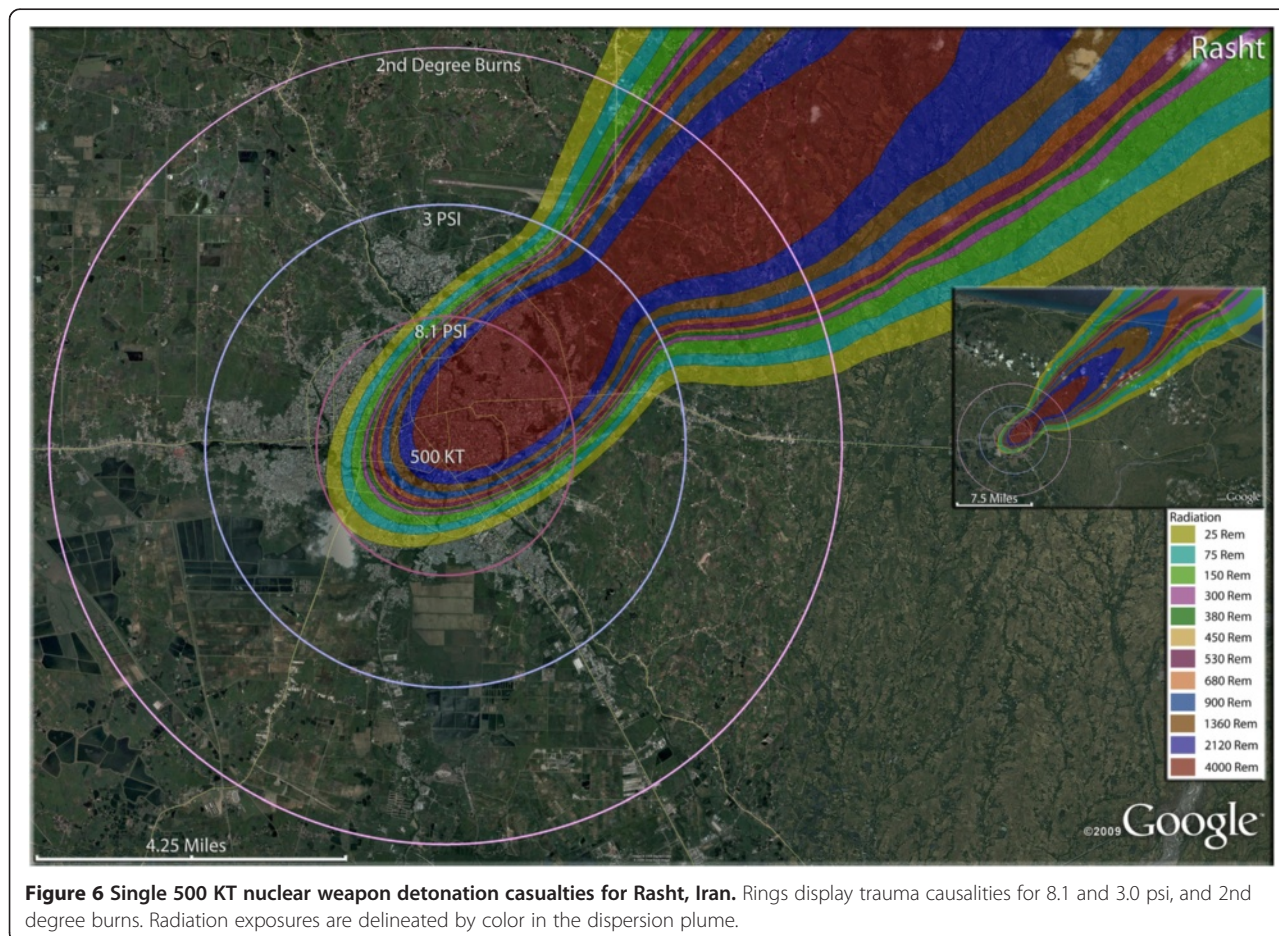 Rasht
2nd Degree Burns
3 PSI
8.1 PSI
500 KT
7.5 Miles
Google
Radiation
25 Rem
75 Rem
150 Rem
300 Rem
380 Rem
450 Rem
530 Rem
680 Rem
900 Rem
1360 Rem
2120 Rem
4000 Rem
©2009 Google
4.25 Miles
Figure 6 Single 500 KT nuclear weapon detonation casualties for Rasht, Iran. Rings display trauma causalities for 8.1 and 3.0 psi, and 2nd
degree burns. Radiation exposures are delineated by color in the dispersion plume.